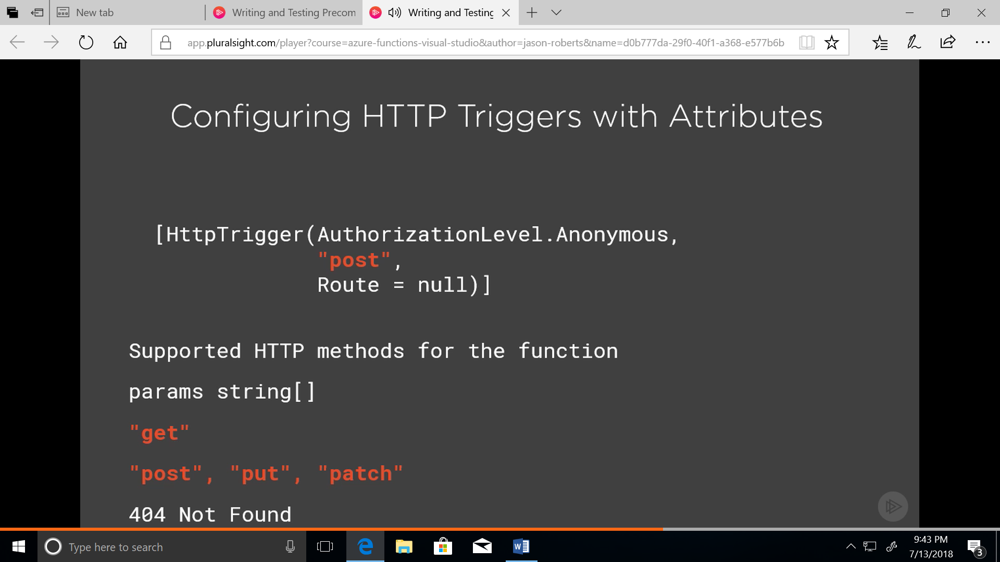 New tab
Writing and Testing Precom
Writing and Testing
app.pluralsight.com/player?course=azure-functions-visual-studio&author=jason-roberts&name=d0b777da-29f0-40f1-a368-e577b6b
Configuring HTTP Triggers with Attributes
[HttpTrigger(AuthorizationLevel.Anonymous,
"post",
Route = null)]
Supported HTTP methods for the function
params string[]
"get"
"post", "put", "patch"
404 Not Found
Type here to search
9:43 PM
7/13/2018
3